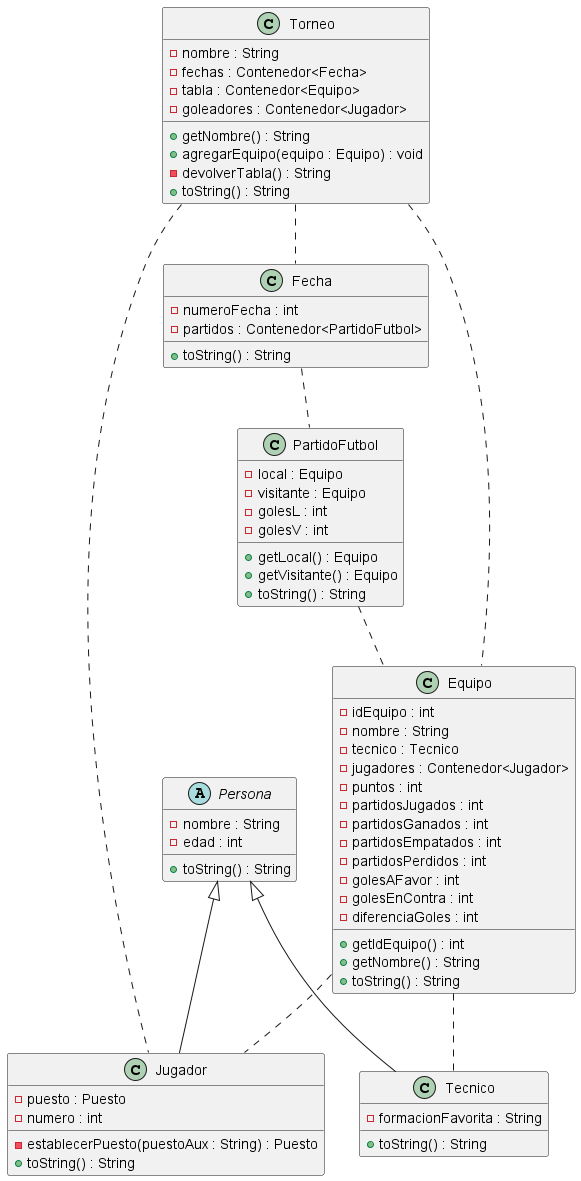 C Torneo
nombre : String
fechas : Contenedor<Fecha>
tabla : Contenedor<Equipo>
goleadores : Contenedor<Jugador>
getNombre() : String
agregarEquipo(equipo : Equipo) : void
devolverTabla() : String
toString() : String
C Fecha
numeroFecha : int
partidos : Contenedor<PartidoFutbol>
toString() : String
C PartidoFutbol
local : Equipo
visitante : Equipo
golesL : int
golesV : int
getLocal() : Equipo
getVisitante() : Equipo
toString() : String
C Equipo
idEquipo : int
nombre : String
tecnico : Tecnico
jugadores : Contenedor<Jugador>
puntos : int
partidosJugados : int
partidosGanados : int
partidosEmpatados : int
partidosPerdidos : int
golesAFavor : int
golesEnContra : int
diferenciaGoles : int
getIdEquipo() : int
getNombre() : String
toString() : String
A Persona
nombre : String
edad : int
toString() : String
C Jugador
puesto : Puesto
numero : int
establecerPuesto(puestoAux : String) : Puesto
toString() : String
C Tecnico
formacionFavorita : String
toString() : String